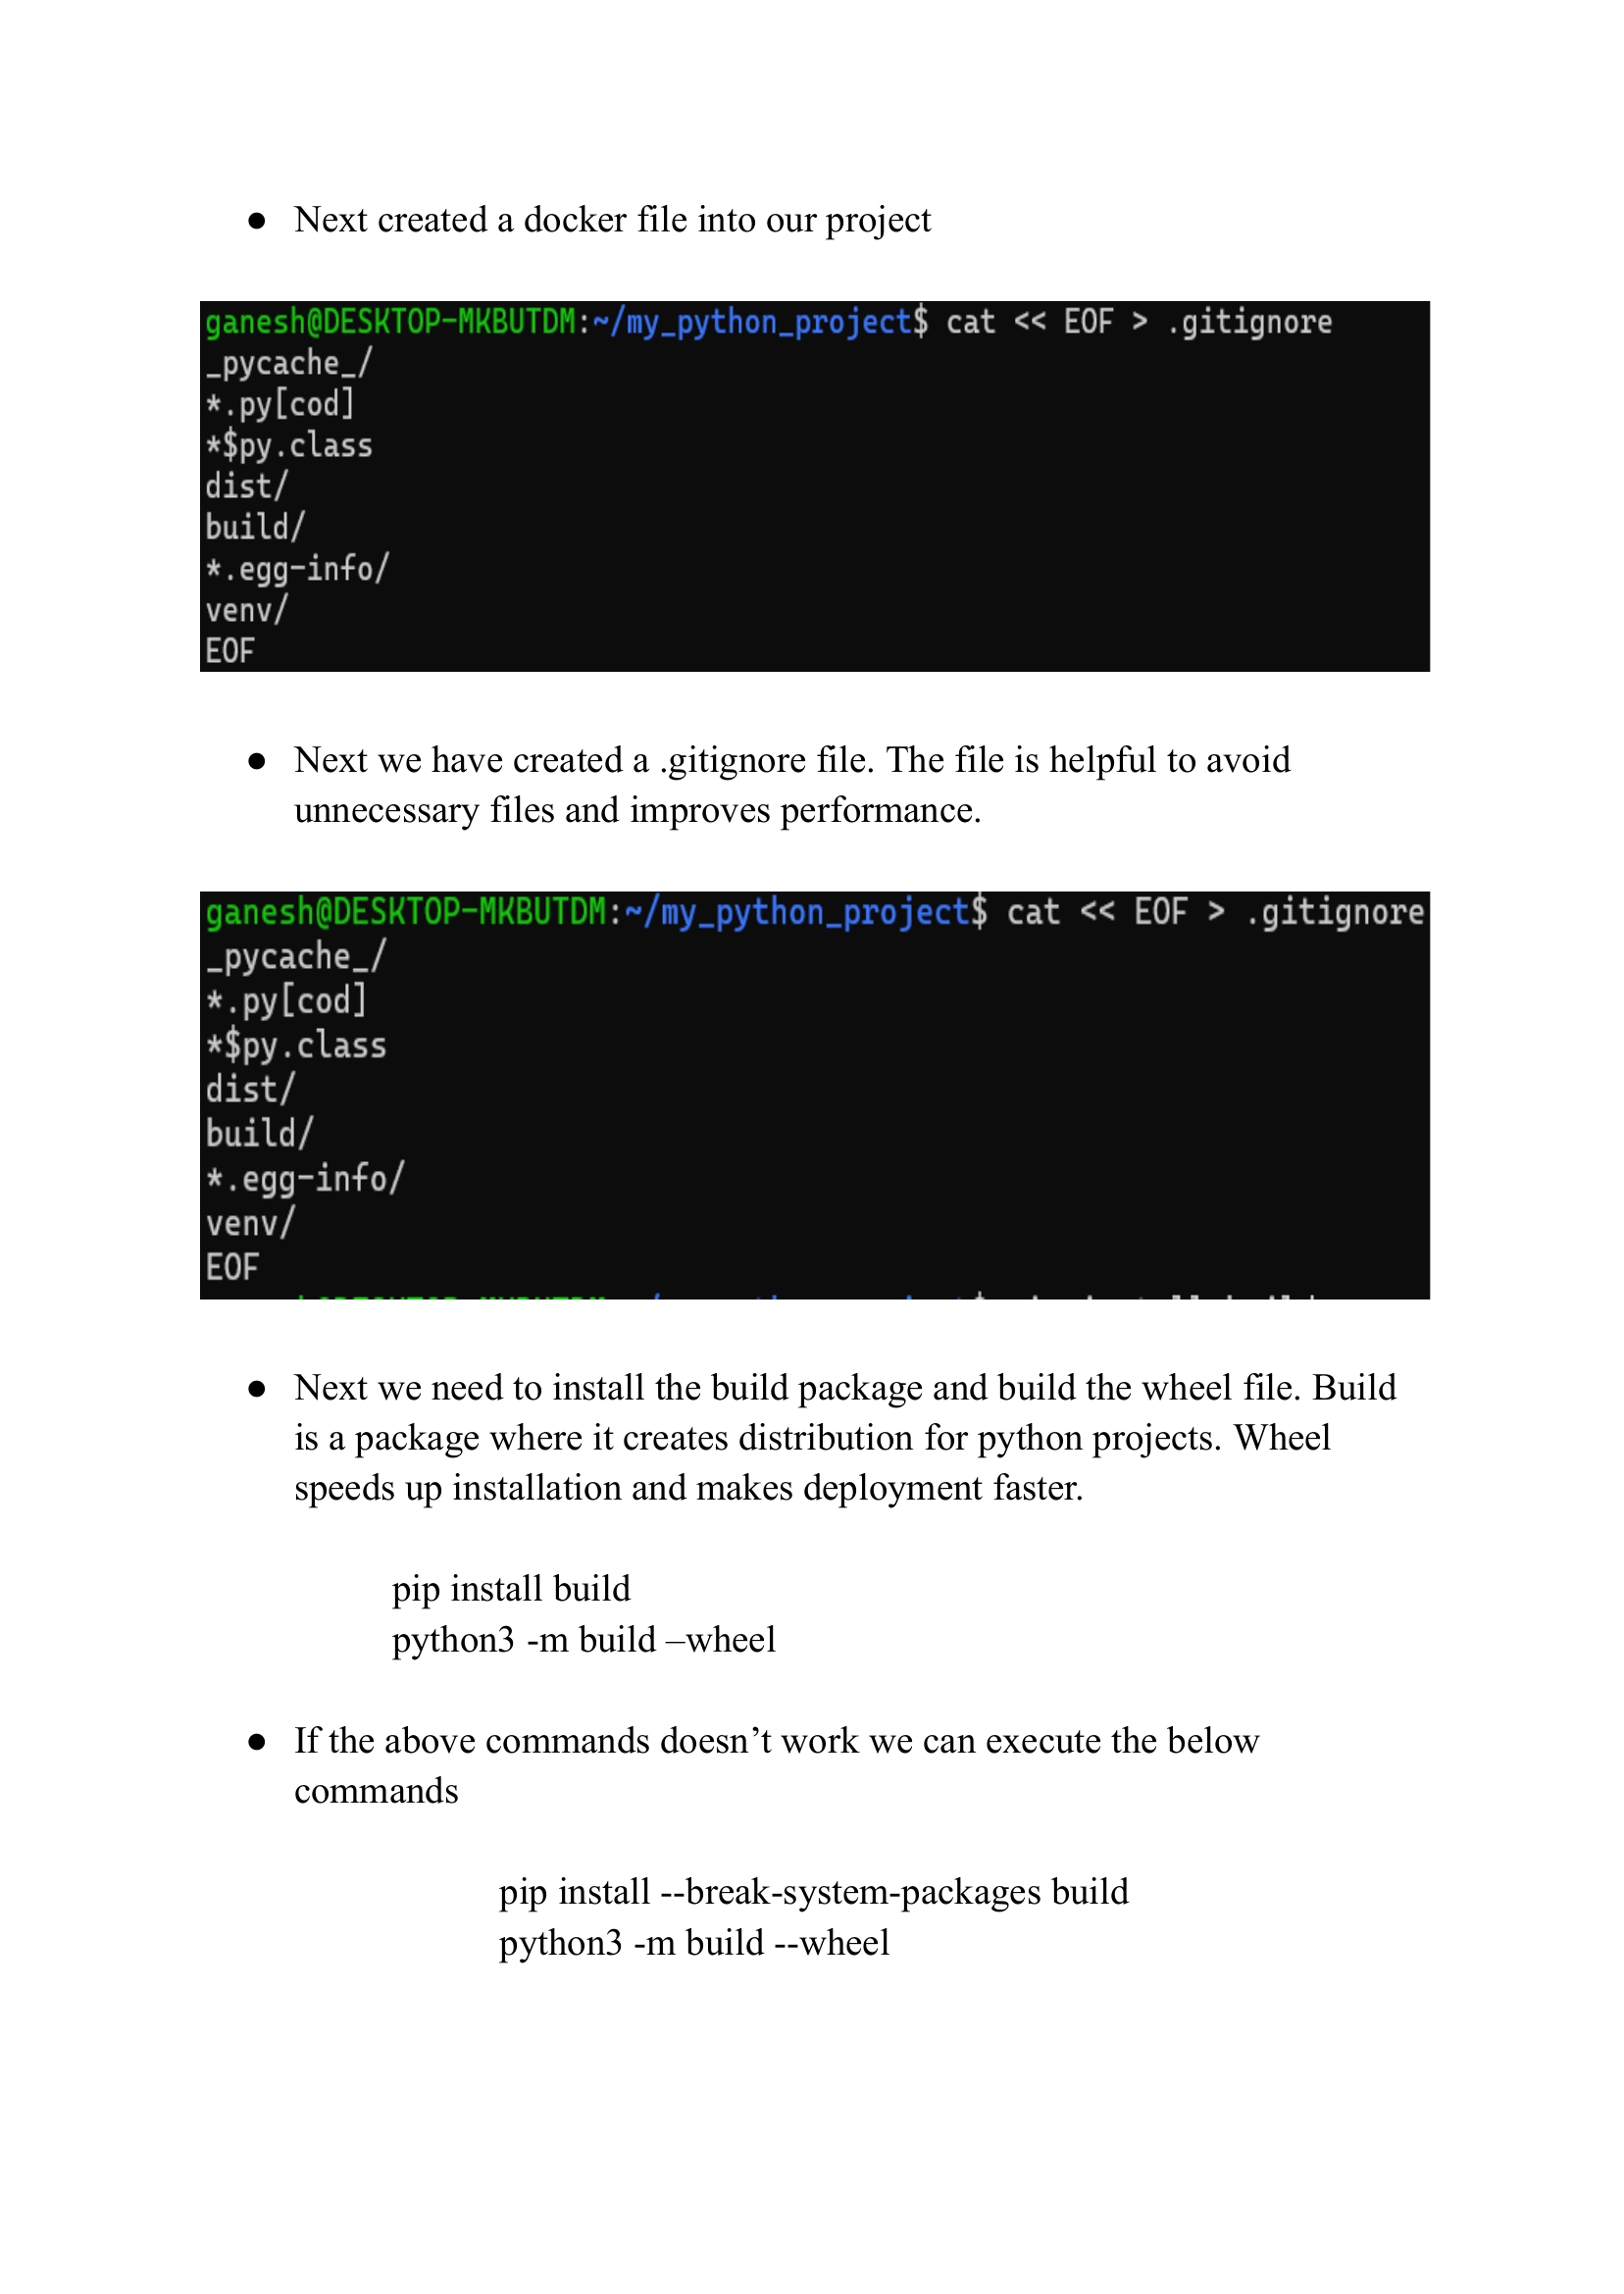 ● Next created a docker file into our project
ganesh@DESKTOP-MKBUTDM:~/my_python_project$ cat << EOF > .gitignore
_pycache_/
*.py[cod]
*$py.class
dist/
build/
*.egg-info/
venv/
EOF
● Next we have created a .gitignore file. The file is helpful to avoid
unnecessary files and improves performance.
ganesh@DESKTOP-MKBUTDM:~/my_python_project$ cat << EOF > .gitignore
_pycache_/
*.py[cod]
*$py.class
dist/
build/
*.egg-info/
venv/
EOF
● Next we need to install the build package and build the wheel file. Build
is a package where it creates distribution for python projects. Wheel
speeds up installation and makes deployment faster.
pip install build
python3 -m build –wheel
● If the above commands doesn’t work we can execute the below
commands
pip install --break-system-packages build
python3 -m build --wheel